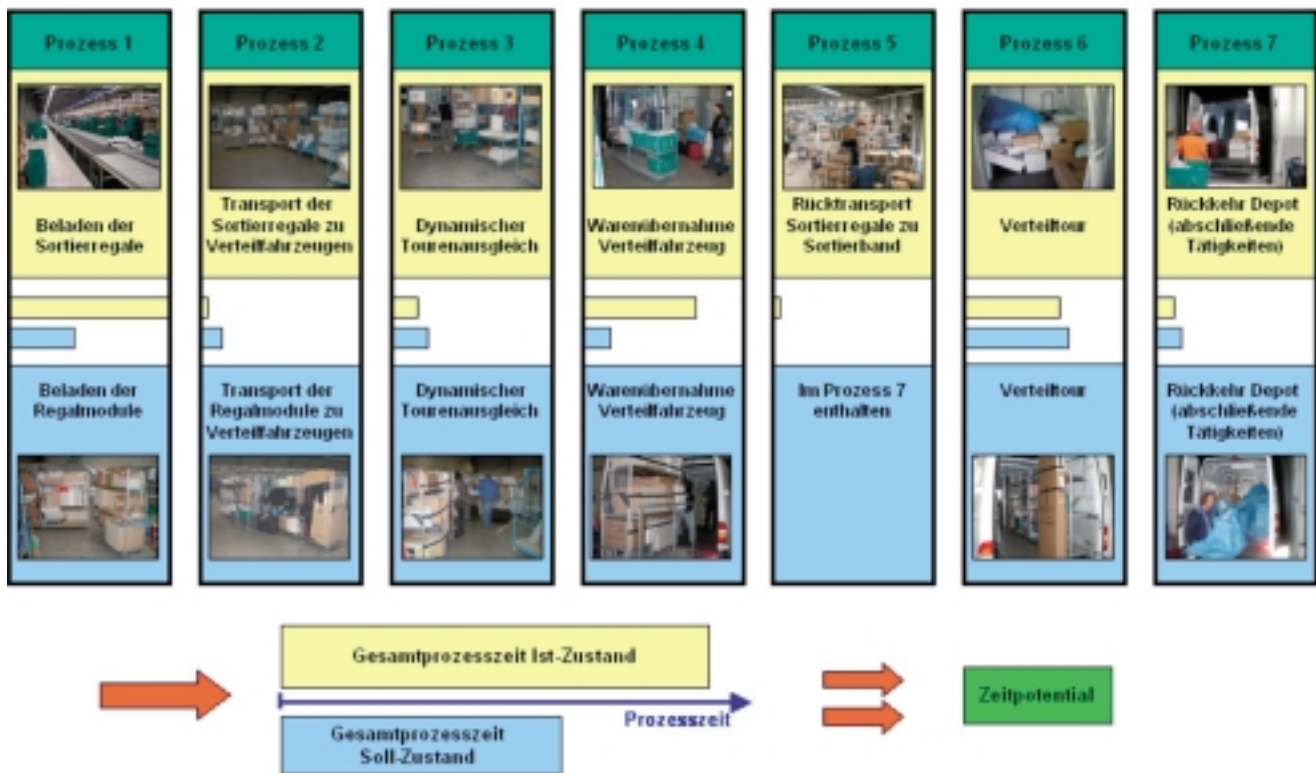 Prozess 1
Prozess 2
Prozess 3
Prozess 4
Prozess 5
Prozess 6
Prozess 7
Beladen der
Sortierregale
Transport der
Sortierregale zu
Verteilfahrzeugen
Dynamischer
Tourenausgleich
Warenübernahme
Verteilfahrzeug
Rücktransport
Sortierregale zu
Sortierband
Verteiltour
Rückkehr Depot
(abschließende
Tätigkeiten)
Beladen der
Regalmodule
Transport der
Regalmodule zu
Verteilfahrzeugen
Dynamischer
Tourenausgleich
Warenübernahme
Verteilfahrzeug
Im Prozess 7
enthalten
Verteiltour
Rückkehr Depot
(abschließende
Tätigkeiten)
Gesamtprozesszeit Ist-Zustand
Prozesszeit
Gesamtprozesszeit
Soll-Zustand
Zeitpotential